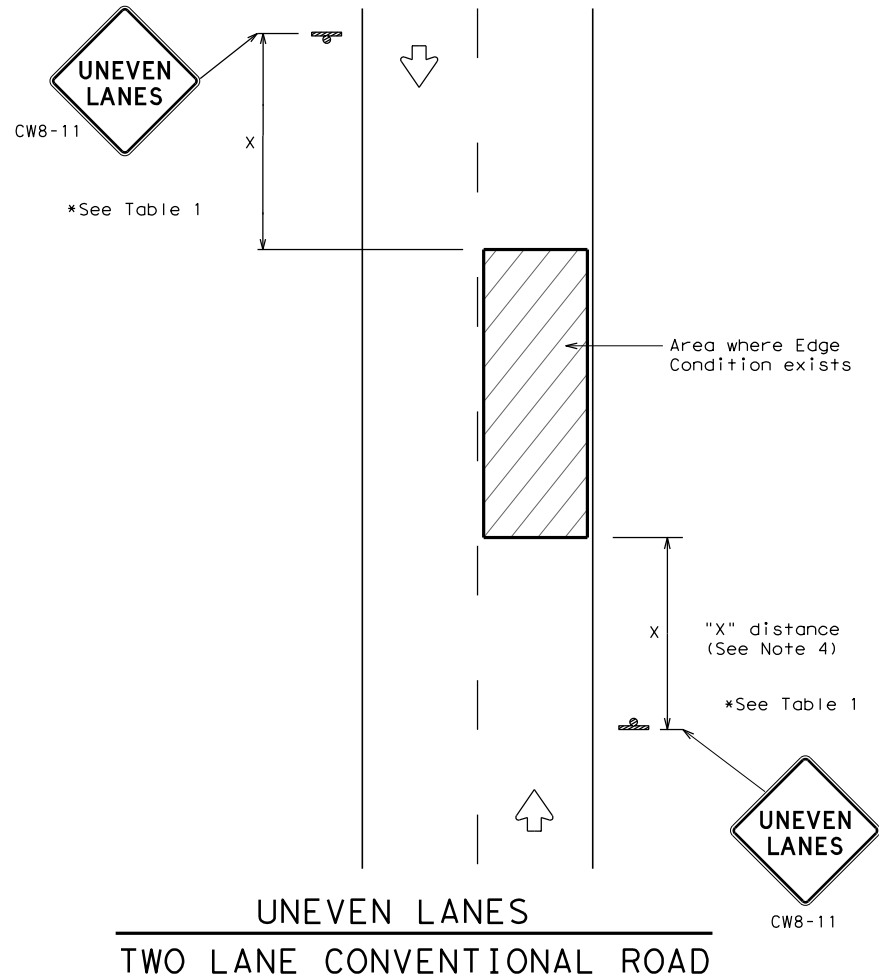 UNEVEN
LANES
CW8-11
X
*See Table 1
Area where Edge
Condition exists
X
"X" distance
(See Note 4)
*See Table 1
UNEVEN
LANES
CW8-11
UNEVEN LANES
TWO LANE CONVENTIONAL ROAD